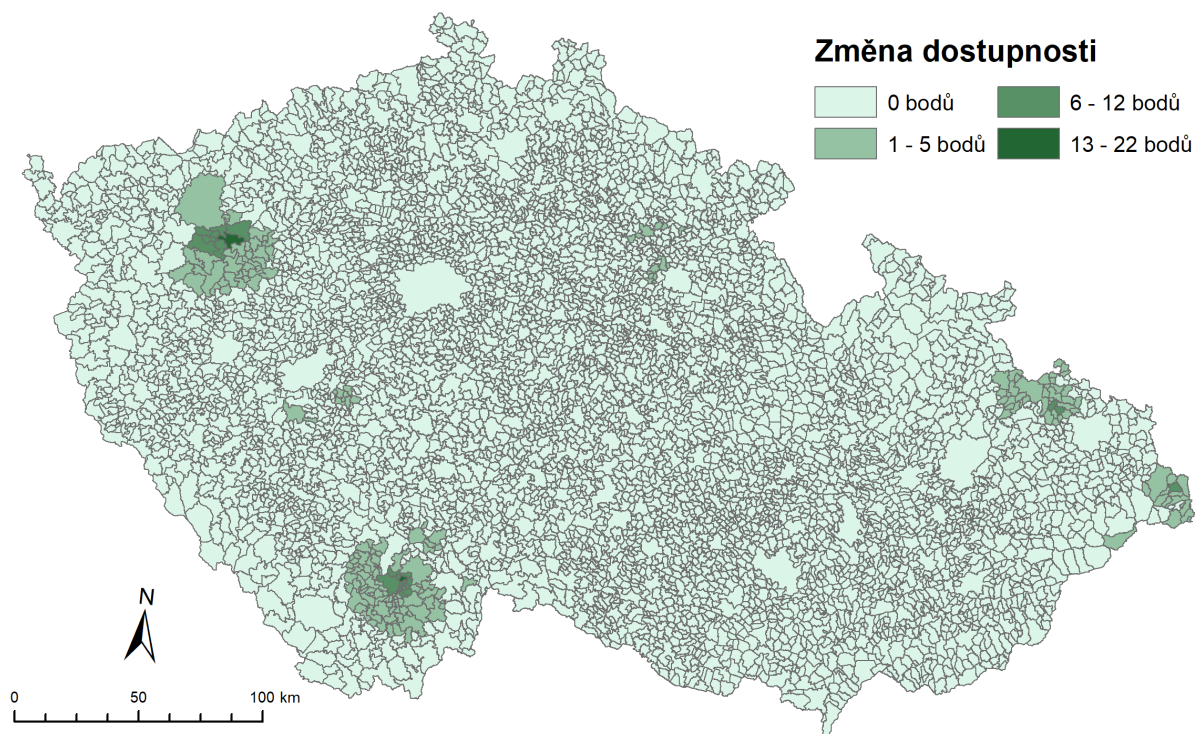 Změna dostupnosti
0 bodů
6 - 12 bodů
1 - 5 bodů
13 - 22 bodů
N
0 50 100 km